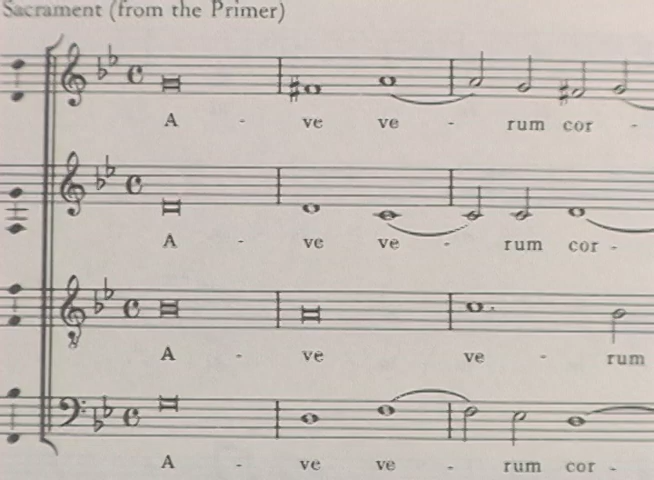 Sacrament (from the Primer)
A - ve ve - rum cor -
A - ve ve - rum cor -
8
A - ve ve - rum
A - ve ve - rum cor -